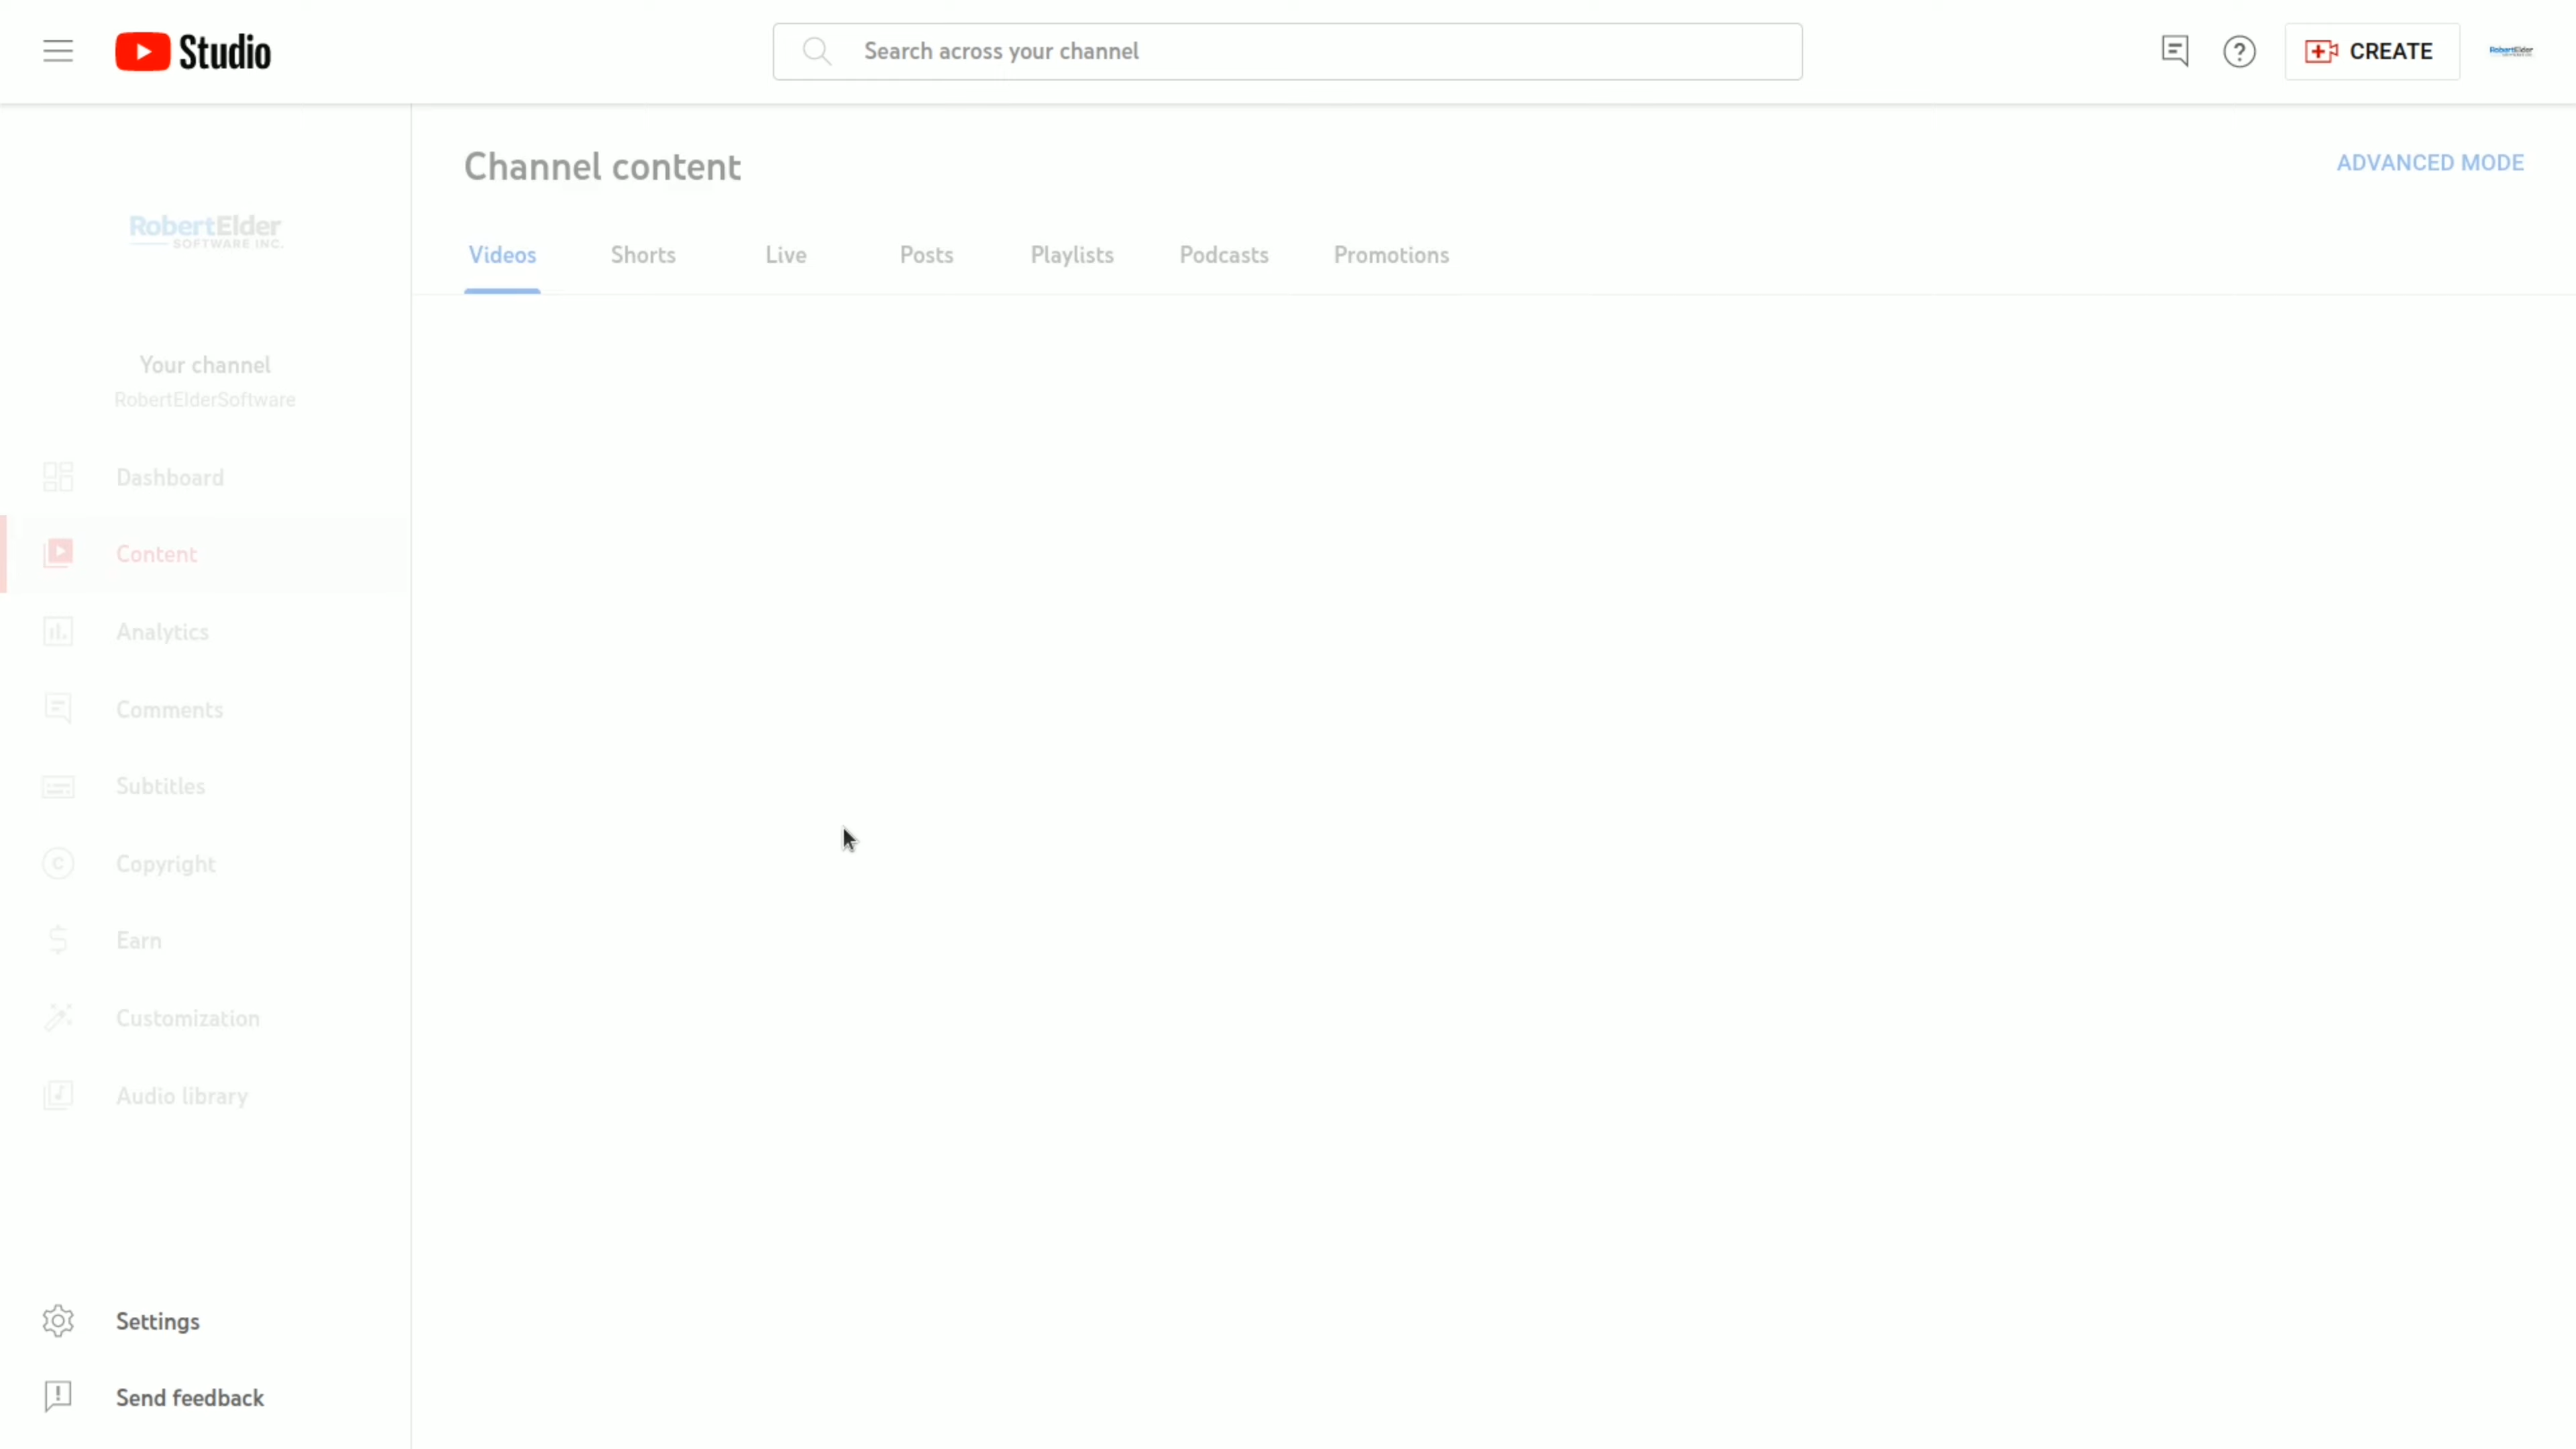 Studio
Search across your channel
CREATE
RobertElder
SOFTWARE INC.
Your channel
RobertElderSoftware
Dashboard
Content
Analytics
Comments
Subtitles
Copyright
Earn
Customization
Audio library
Settings
Send feedback
Channel content
ADVANCED MODE
Videos Shorts Live Posts Playlists Podcasts Promotions